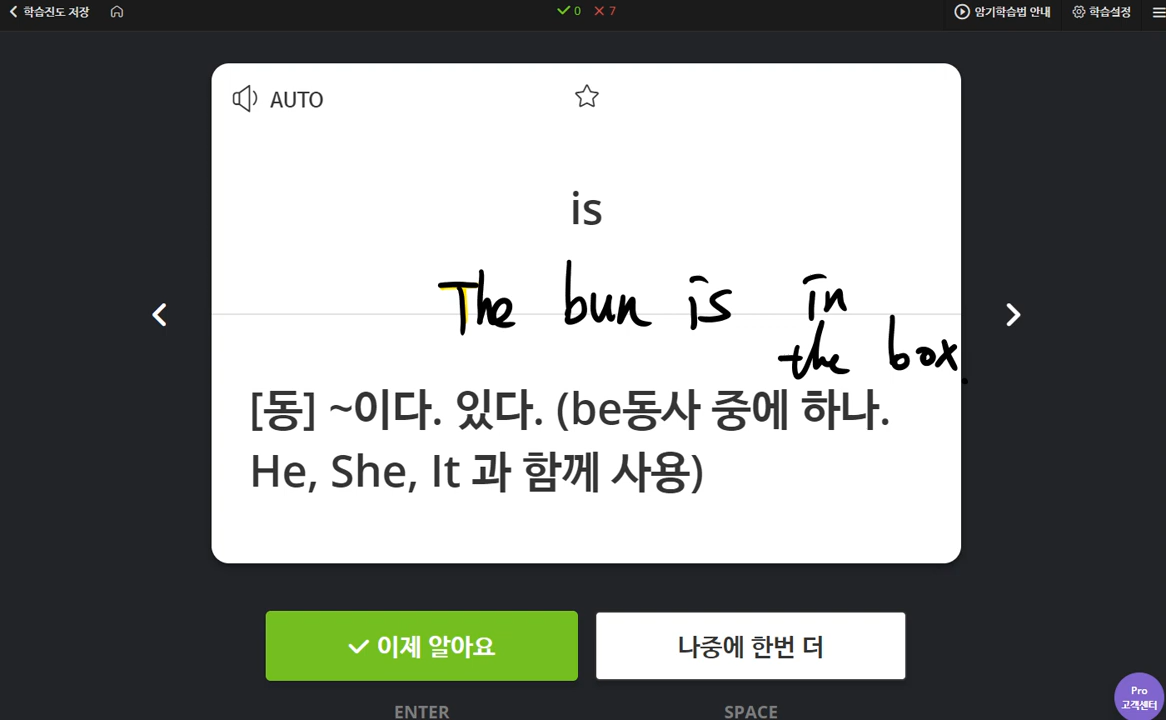 학습진도 저장
0 7
암기학습법 안내
학습설정
AUTO
is
The bun is in
the box.
[동] ~이다. 있다. (be동사 중에 하나.
He, She, It 과 함께 사용)
이제 알아요
나중에 한번 더
ENTER
SPACE
Pro
고객센터